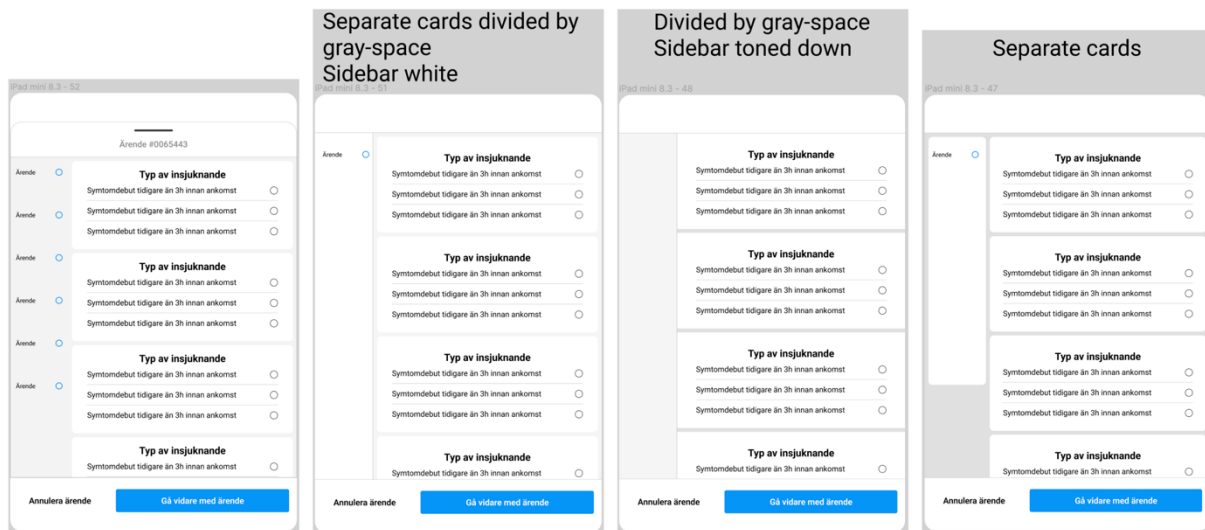 iPad mini 8.3 - 52
Ärende #0065443
Ärende
Ärende
Ärende
Ärende
Ärende
Ärende
Typ av insjuknande
Symtomdebut tidigare än 3h innan ankomst
Symtomdebut tidigare än 3h innan ankomst
Symtomdebut tidigare än 3h innan ankomst
Typ av insjuknande
Symtomdebut tidigare än 3h innan ankomst
Symtomdebut tidigare än 3h innan ankomst
Symtomdebut tidigare än 3h innan ankomst
Typ av insjuknande
Symtomdebut tidigare än 3h innan ankomst
Symtomdebut tidigare än 3h innan ankomst
Symtomdebut tidigare än 3h innan ankomst
Typ av insjuknande
Symtomdebut tidigare än 3h innan ankomst
Annulera ärende
Gå vidare med ärende
Separate cards divided by
gray-space
Sidebar white
iPad mini 8.3 - 51
Ärende
Typ av insjuknande
Symtomdebut tidigare än 3h innan ankomst
Symtomdebut tidigare än 3h innan ankomst
Symtomdebut tidigare än 3h innan ankomst
Typ av insjuknande
Symtomdebut tidigare än 3h innan ankomst
Symtomdebut tidigare än 3h innan ankomst
Symtomdebut tidigare än 3h innan ankomst
Typ av insjuknande
Symtomdebut tidigare än 3h innan ankomst
Symtomdebut tidigare än 3h innan ankomst
Symtomdebut tidigare än 3h innan ankomst
Typ av insjuknande
Symtomdebut tidigare än 3h innan ankomst
Annulera ärende
Gå vidare med ärende
Divided by gray-space
Sidebar toned down
iPad mini 8.3 - 48
Typ av insjuknande
Symtomdebut tidigare än 3h innan ankomst
Symtomdebut tidigare än 3h innan ankomst
Symtomdebut tidigare än 3h innan ankomst
Typ av insjuknande
Symtomdebut tidigare än 3h innan ankomst
Symtomdebut tidigare än 3h innan ankomst
Symtomdebut tidigare än 3h innan ankomst
Typ av insjuknande
Symtomdebut tidigare än 3h innan ankomst
Symtomdebut tidigare än 3h innan ankomst
Symtomdebut tidigare än 3h innan ankomst
Typ av insjuknande
Symtomdebut tidigare än 3h innan ankomst
Annulera ärende
Gå vidare med ärende
Separate cards
iPad mini 8.3 - 47
Ärende
Typ av insjuknande
Symtomdebut tidigare än 3h innan ankomst
Symtomdebut tidigare än 3h innan ankomst
Symtomdebut tidigare än 3h innan ankomst
Typ av insjuknande
Symtomdebut tidigare än 3h innan ankomst
Symtomdebut tidigare än 3h innan ankomst
Symtomdebut tidigare än 3h innan ankomst
Typ av insjuknande
Symtomdebut tidigare än 3h innan ankomst
Symtomdebut tidigare än 3h innan ankomst
Symtomdebut tidigare än 3h innan ankomst
Typ av insjuknande
Symtomdebut tidigare än 3h innan ankomst
Annulera ärende
Gå vidare med ärende